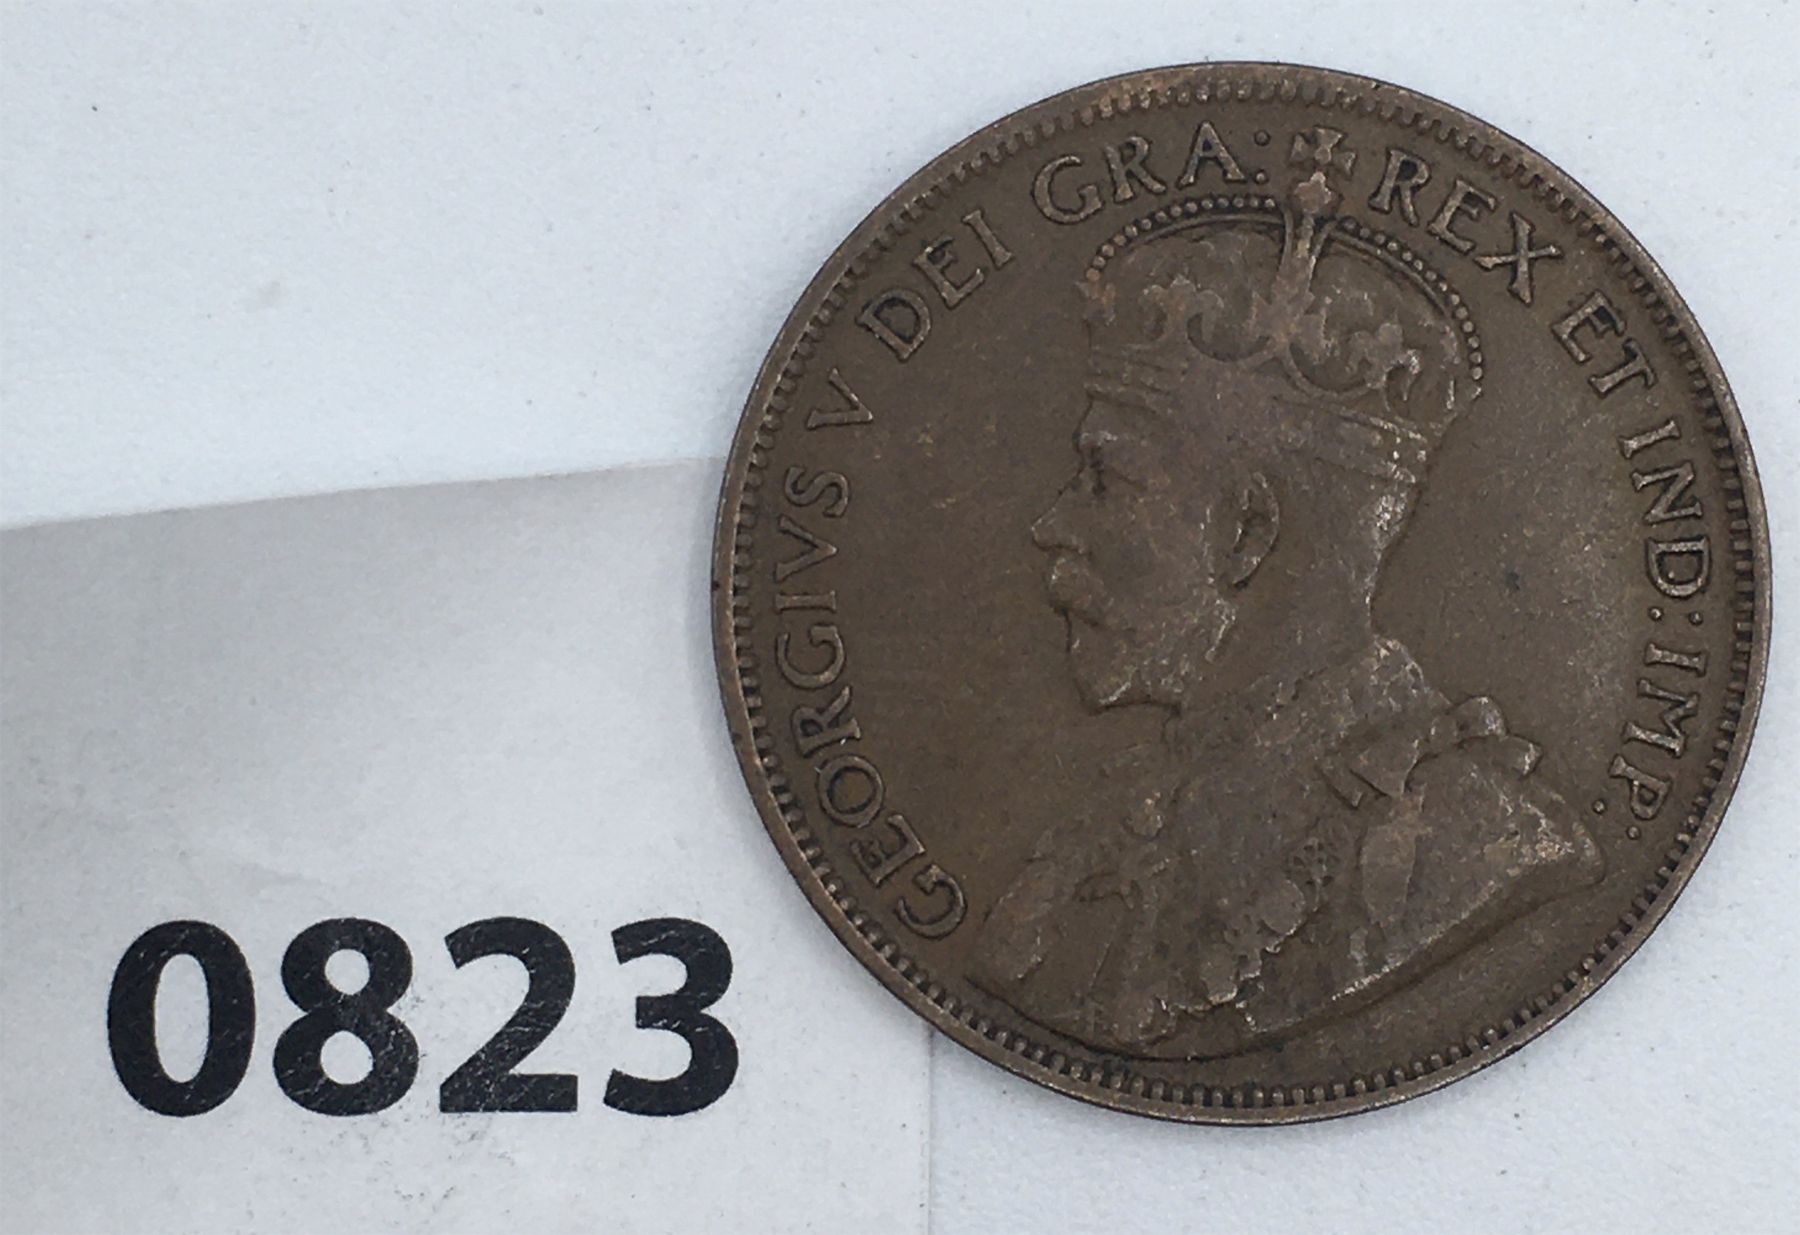 GEORGIVS V DEI GRA: REX ET IND: IMP:
0823